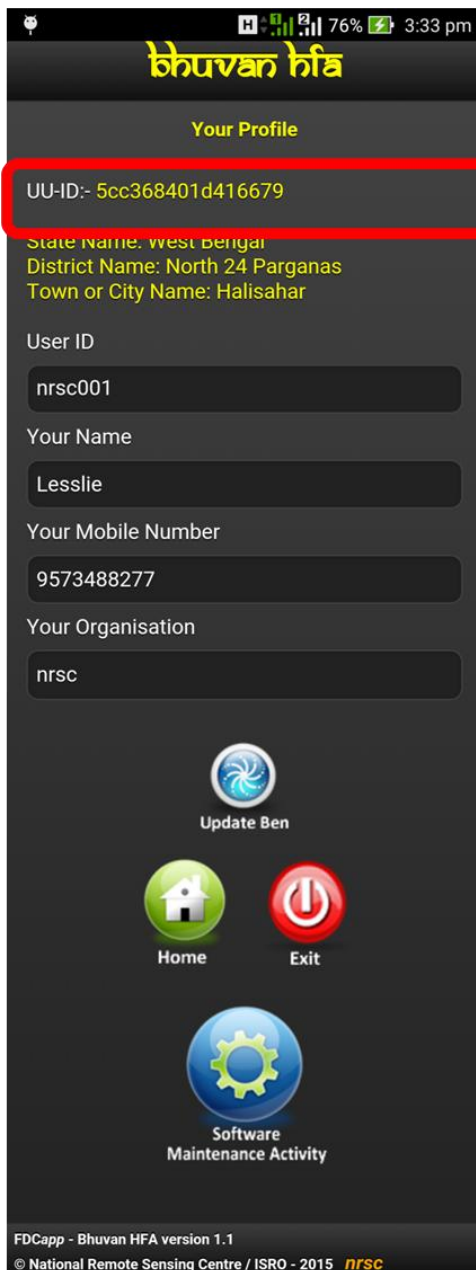 H 1 2 76% 3:33 pm
bhuvan hfa
Your Profile
UU-ID:- 5cc368401d416679
State Name: West Bengal
District Name: North 24 Parganas
Town or City Name: Halisahar
User ID
nrsc001
Your Name
Lesslie
Your Mobile Number
9573488277
Your Organisation
nrsc
Update Ben
Home Exit
Software
Maintenance Activity
FDCapp - Bhuvan HFA version 1.1
© National Remote Sensing Centre / ISRO - 2015 nrsc